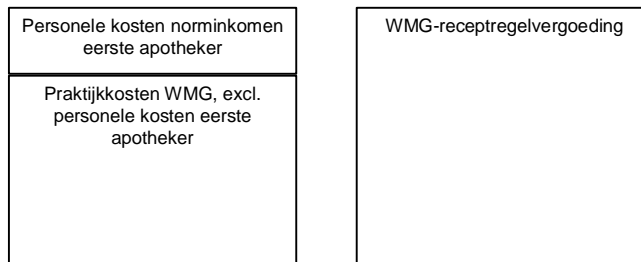 Personele kosten norminkomen
eerste apotheker
Praktijkkosten WMG, excl.
personele kosten eerste
apotheker
WMG-receptregelvergoeding